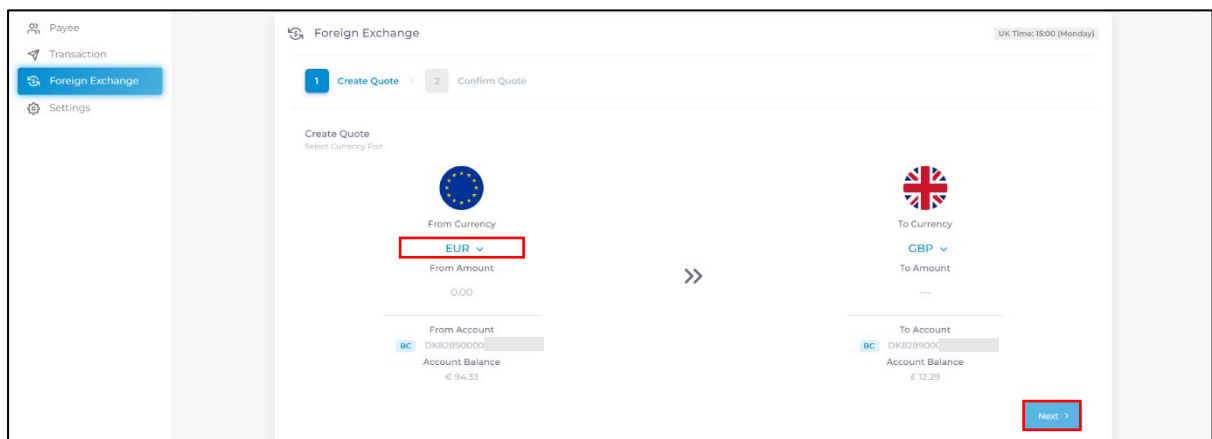 Payee
Transaction
Foreign Exchange
Settings
Foreign Exchange
UK Time: 15:00 (Monday)
1 Create Quote > 2 Confirm Quote
Create Quote
Select Currency Pair
From Currency
EUR
From Amount
0.00
From Account
BC DK82890000
Account Balance
€ 94.33
To Currency
GBP
To Amount
---
To Account
BC DK8289000
Account Balance
£ 12.29
Next >